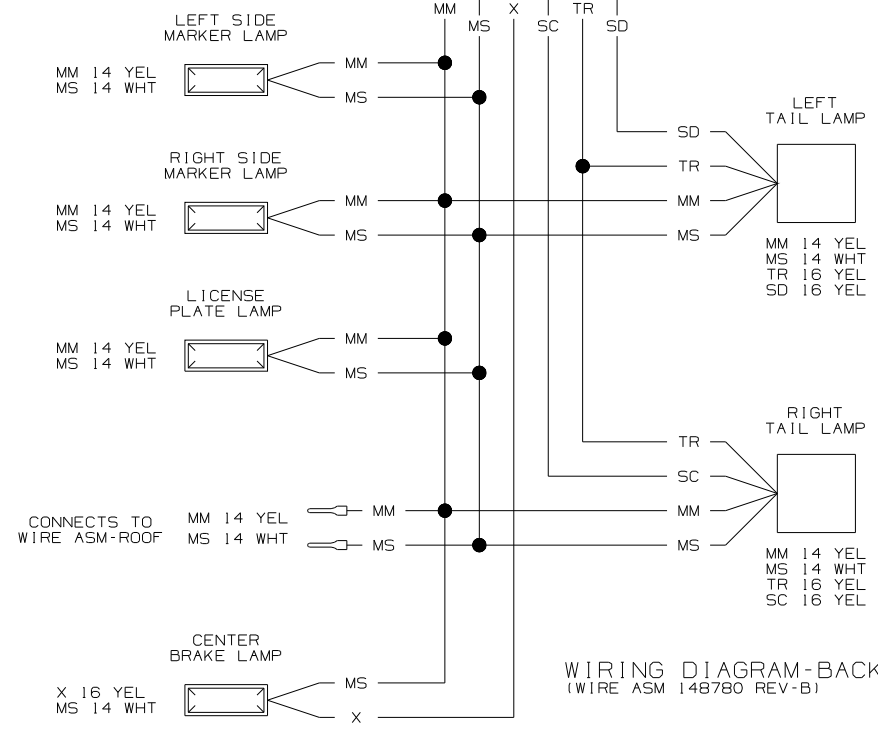 MM
MS
X
SC
TR
SD
LEFT SIDE
MARKER LAMP
MM 14 YEL
MS 14 WHT
MM
MS
RIGHT SIDE
MARKER LAMP
MM 14 YEL
MS 14 WHT
MM
MS
LICENSE
PLATE LAMP
MM 14 YEL
MS 14 WHT
MM
MS
CONNECTS TO
WIRE ASM-ROOF
MM 14 YEL
MS 14 WHT
MM
MS
CENTER
BRAKE LAMP
X 16 YEL
MS 14 WHT
MS
X
LEFT
TAIL LAMP
SD
TR
MM
MS
MM 14 YEL
MS 14 WHT
TR 16 YEL
SD 16 YEL
RIGHT
TAIL LAMP
TR
SC
MM
MS
MM 14 YEL
MS 14 WHT
TR 16 YEL
SC 16 YEL
WIRING DIAGRAM-BACK
(WIRE ASM 148780 REV-B)